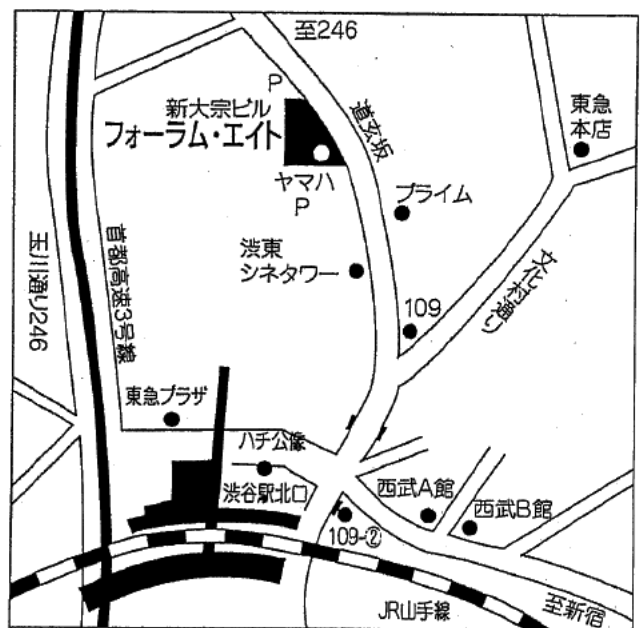 至246
P
新大宗ビル
フォーラム・エイト
道玄坂
東急
本店
ヤマハ
P
プライム
玉川通り246
首都高速3号線
渋東
シネタワー
文化村通り
109
東急プラザ
ハチ公像
渋谷駅北口
西武A館
西武B館
109-②
JR山手線
至新宿